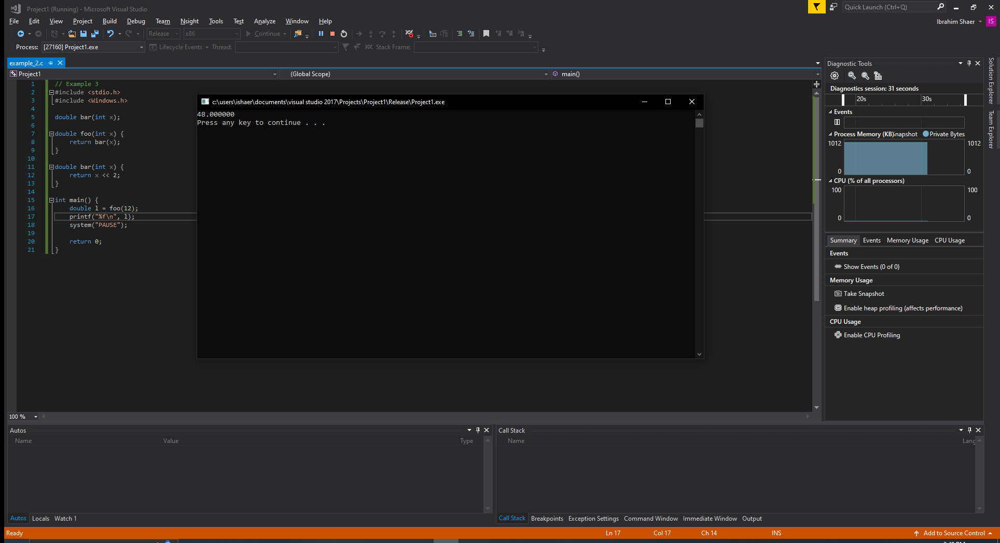 Project1 (Running) - Microsoft Visual Studio
Quick Launch (Ctrl+Q)
File Edit View Project Build Debug Team Nsight Tools Test Analyze Window Help
Ibrahim Shaer IS
Release x86 Continue
Process: [27160] Project1.exe Lifecycle Events Thread: Stack Frame:
example_2.c
Project1 (Global Scope) main()
1 // Example 3
2 #include <stdio.h>
3 #include <Windows.h>
4
5 double bar(int x);
6
7 double foo(int x) {
8 return bar(x);
9 }
10
11 double bar(int x) {
12 return x << 2;
13 }
14
15 int main() {
16 double l = foo(12);
17 printf("%f\n", l);
18 system("PAUSE");
19
20 return 0;
21 }
c:\users\ishaer\documents\visual studio 2017\Projects\Project1\Release\Project1.exe
48.000000
Press any key to continue . . .
Diagnostic Tools
Diagnostics session: 31 seconds
20s 30s
Events
Process Memory (KB) napshot Private Bytes
1012 1012
0 0
CPU (% of all processors)
100 100
0 0
Summary Events Memory Usage CPU Usage
Events
Show Events (0 of 0)
Memory Usage
Take Snapshot
Enable heap profiling (affects performance)
CPU Usage
Enable CPU Profiling
Solution Explorer
Team Explorer
100 %
Autos
Name Value Type
Autos Locals Watch 1
Call Stack
Name Lang
Call Stack Breakpoints Exception Settings Command Window Immediate Window Output
Ready Ln 17 Col 17 Ch 14 INS Add to Source Control